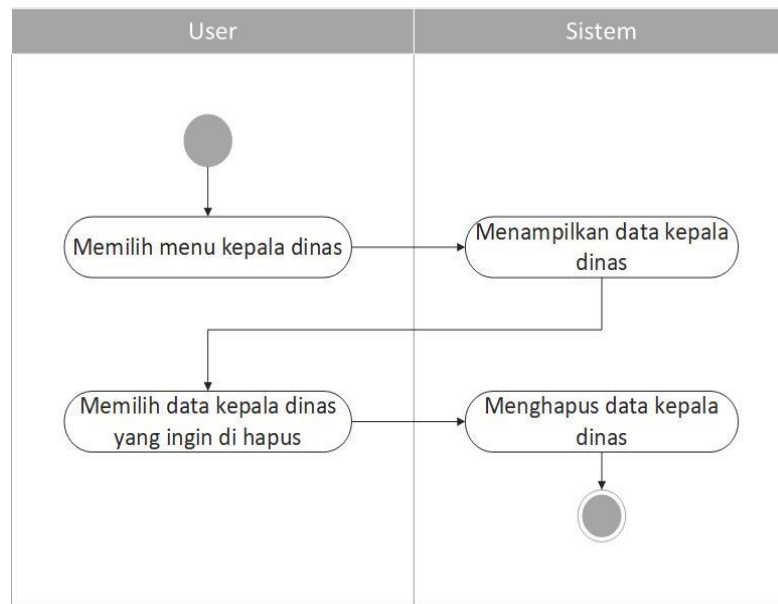 User
Sistem
Memilih menu kepala dinas
Menampilkan data kepala
dinas
Memilih data kepala dinas
yang ingin di hapus
Menghapus data kepala
dinas